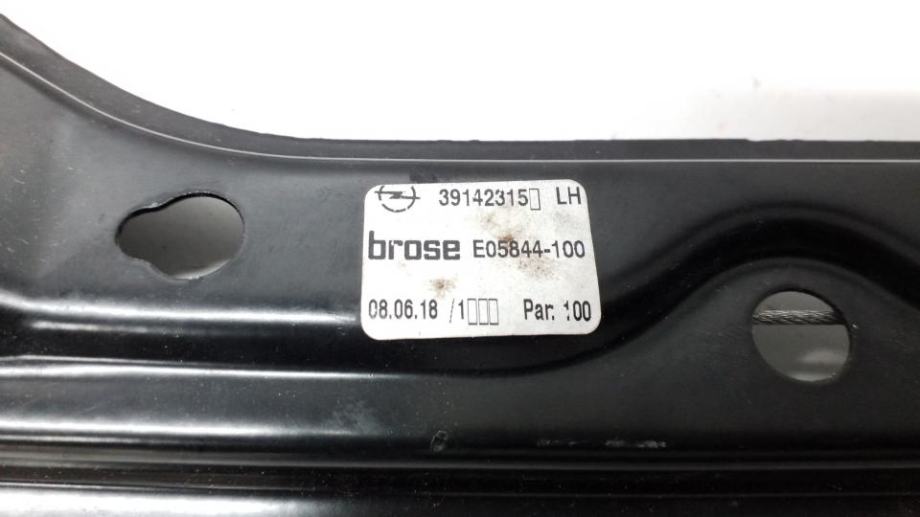 39142315▯ LH
brose E05844-100
08.06.18 /1▯▯▯ Par. 100